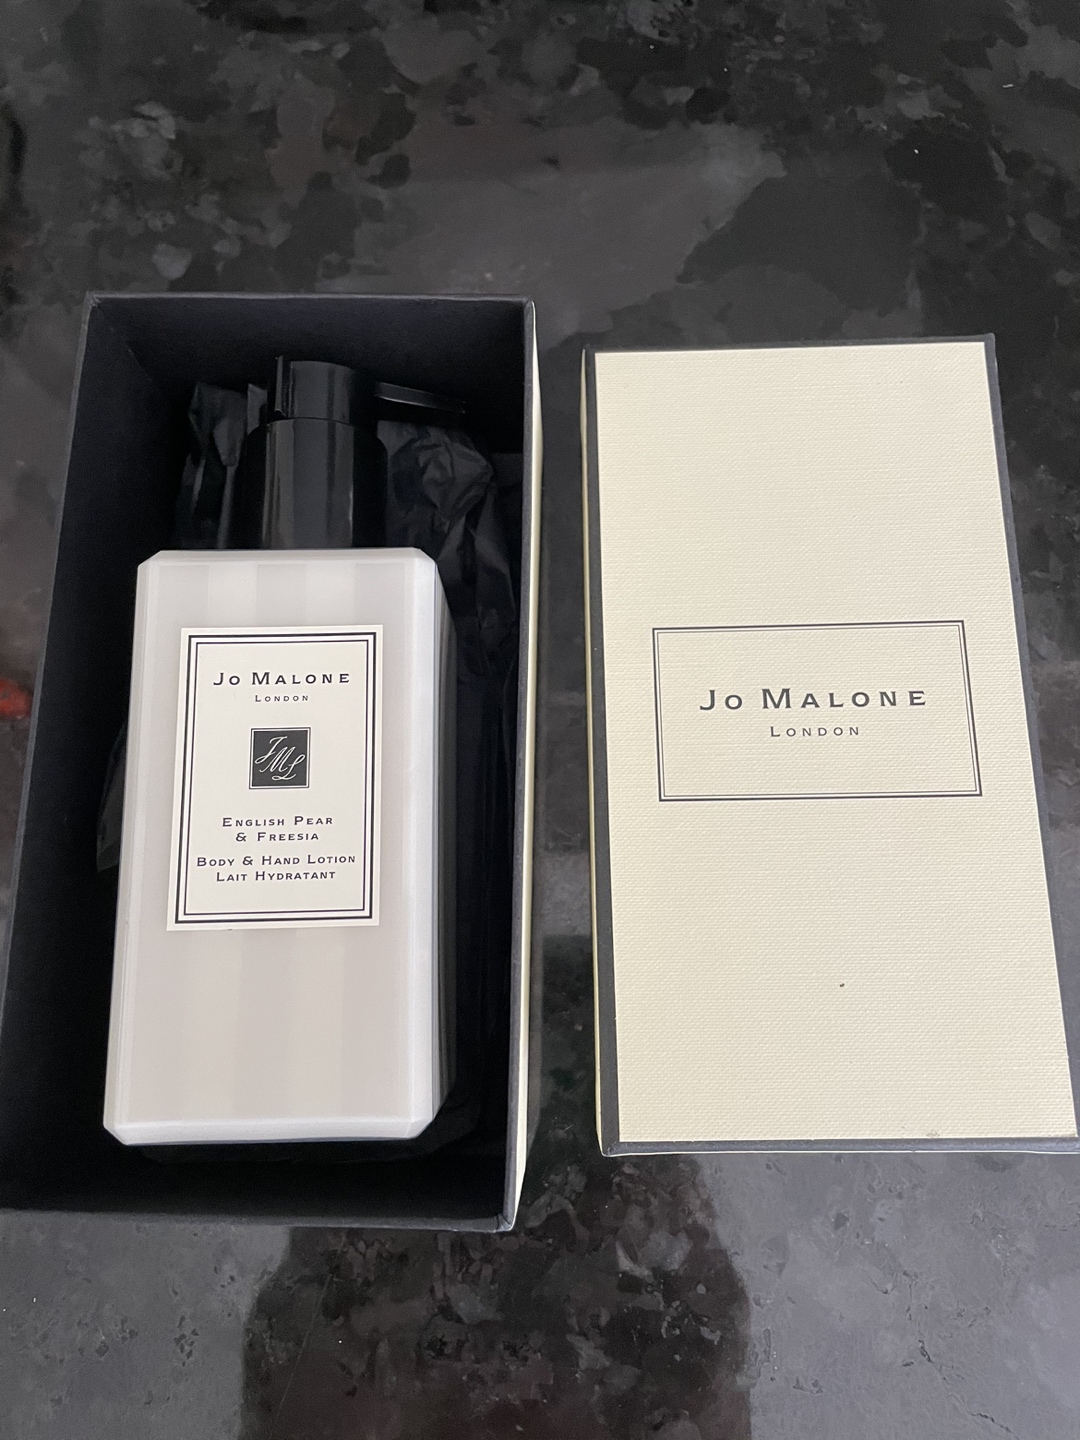 Jo Malone
London
JML
English Pear
& Freesia
Body & Hand Lotion
Lait Hydratant
Jo Malone
London